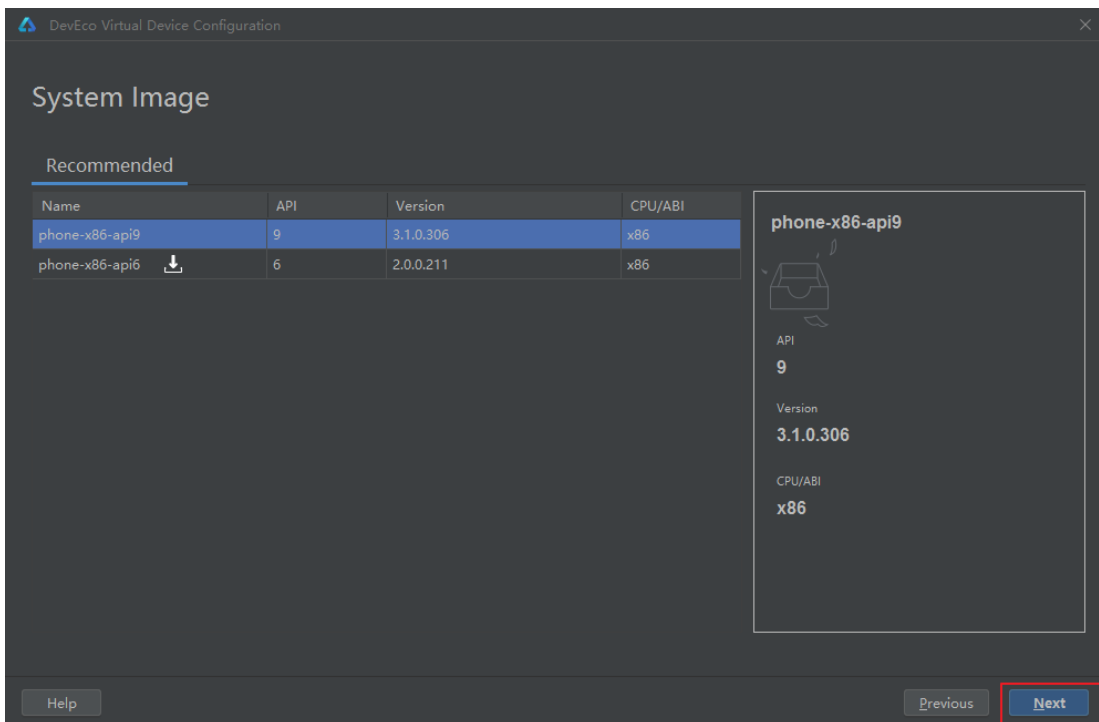 DevEco Virtual Device Configuration
System Image
Recommended
Name API Version CPU/ABI
phone-x86-api9 9 3.1.0.306 x86
phone-x86-api6 6 2.0.0.211 x86
phone-x86-api9
API
9
Version
3.1.0.306
CPU/ABI
x86
Help Previous Next